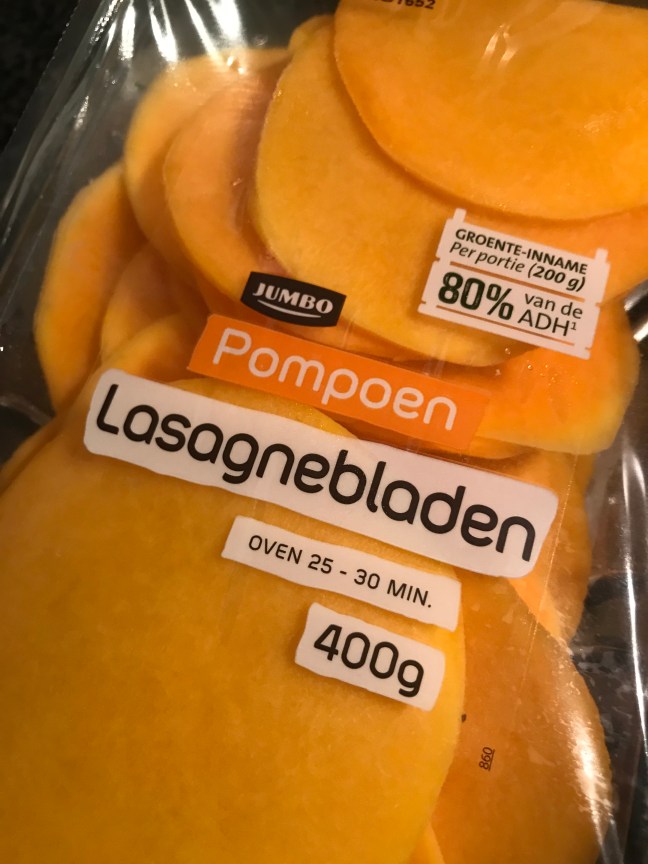 GROENTE-INNAME
Per portie (200 g)
80% van de
ADH¹
JUMBO
Pompoen
Lasagnebladen
OVEN 25 - 30 MIN.
400g
860